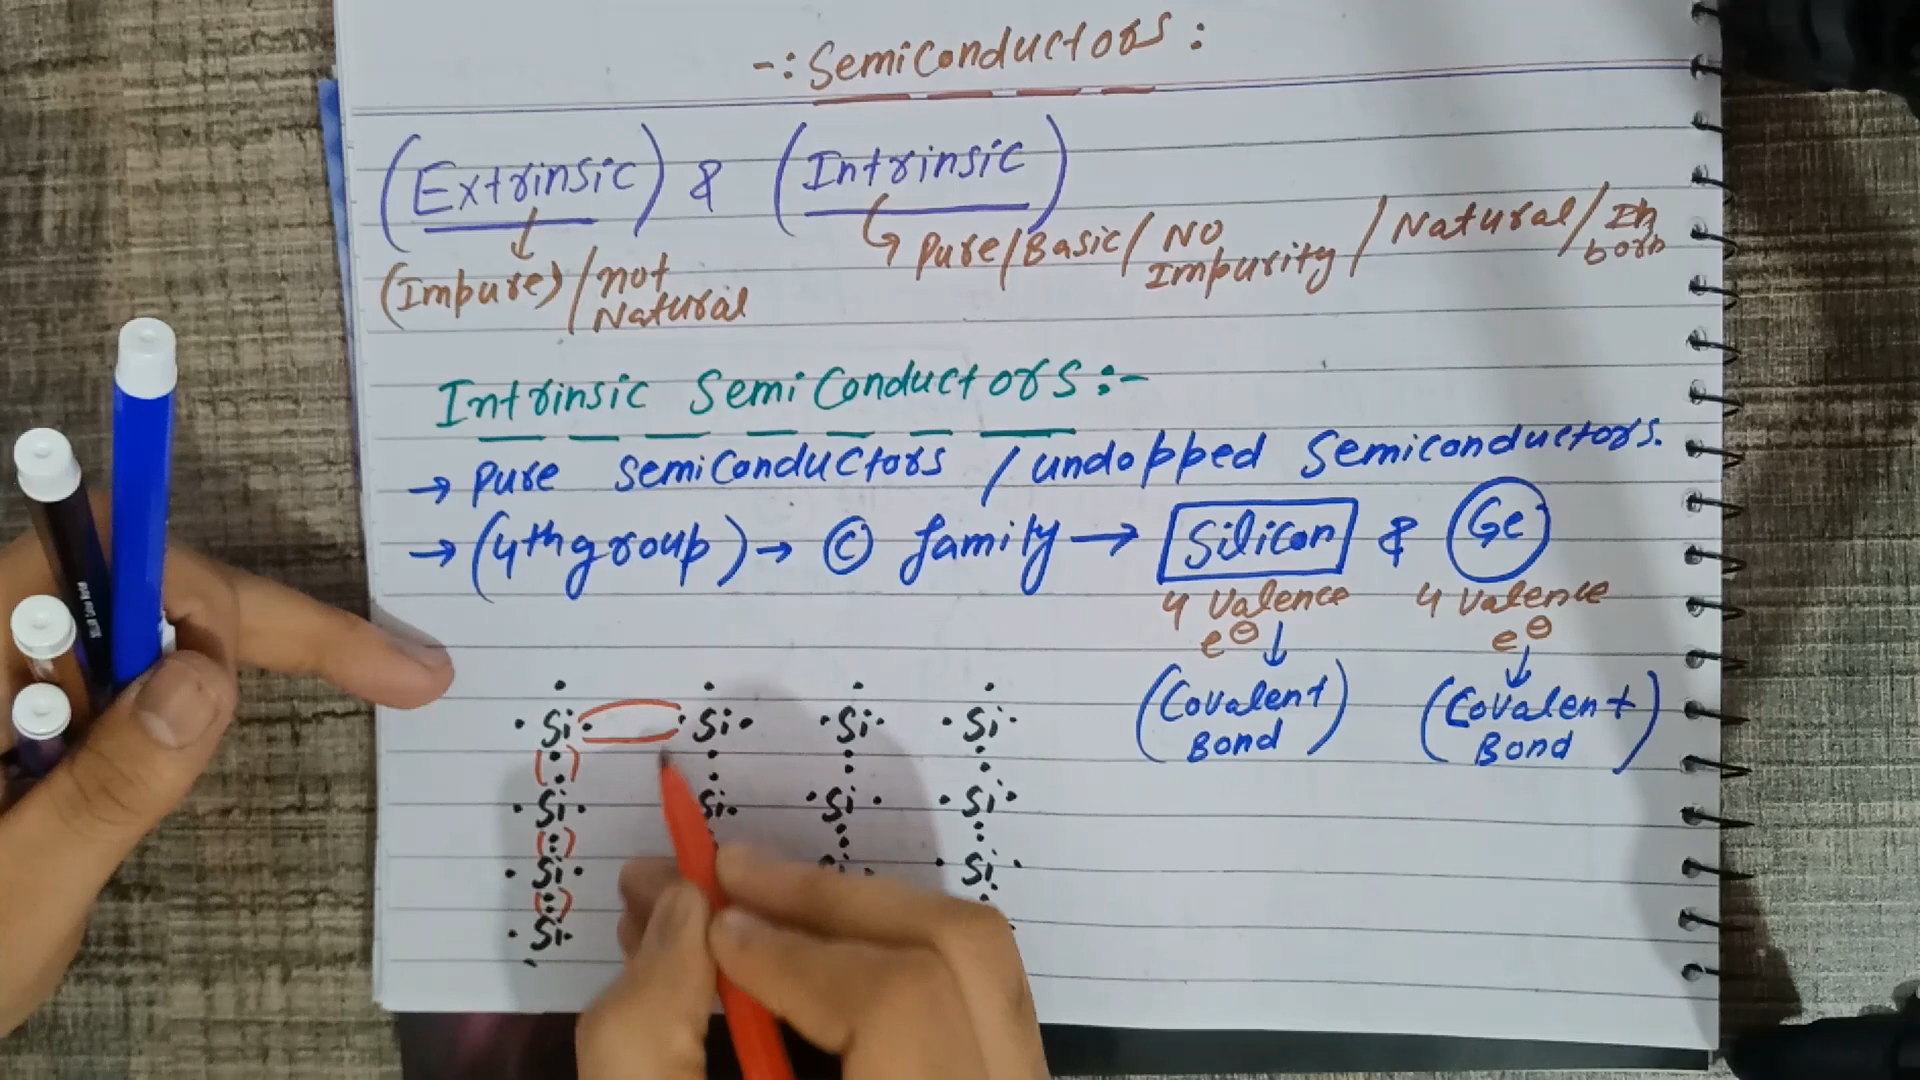 -: Semiconductors :
(Extrinsic) & (Intrinsic)
(Impure) / not Natural
Pure / Basic / No Impurity / Natural / In born
Intrinsic Semiconductors :-
→ Pure semiconductors / undopped Semiconductors.
→ (4th group) → © family → Silicon & Ge
4 Valence e⊖ ↓ 4 Valence e⊖ ↓
(Covalent Bond) (Covalent Bond)
Si Si Si Si
Si Si Si Si
Si Si
Si